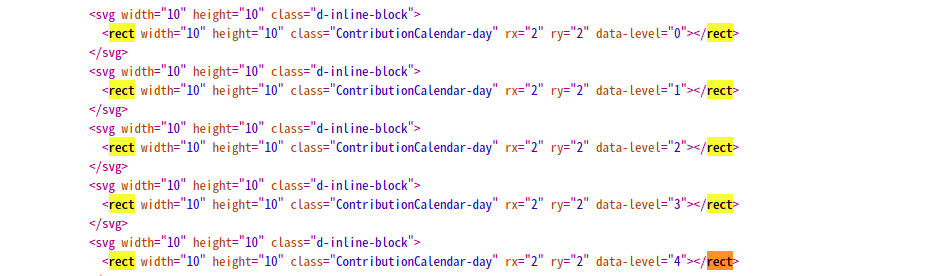 <svg width="10" height="10" class="d-inline-block">
<rect width="10" height="10" class="ContributionCalendar-day" rx="2" ry="2" data-level="0"></rect>
</svg>
<svg width="10" height="10" class="d-inline-block">
<rect width="10" height="10" class="ContributionCalendar-day" rx="2" ry="2" data-level="1"></rect>
</svg>
<svg width="10" height="10" class="d-inline-block">
<rect width="10" height="10" class="ContributionCalendar-day" rx="2" ry="2" data-level="2"></rect>
</svg>
<svg width="10" height="10" class="d-inline-block">
<rect width="10" height="10" class="ContributionCalendar-day" rx="2" ry="2" data-level="3"></rect>
</svg>
<svg width="10" height="10" class="d-inline-block">
<rect width="10" height="10" class="ContributionCalendar-day" rx="2" ry="2" data-level="4"></rect>